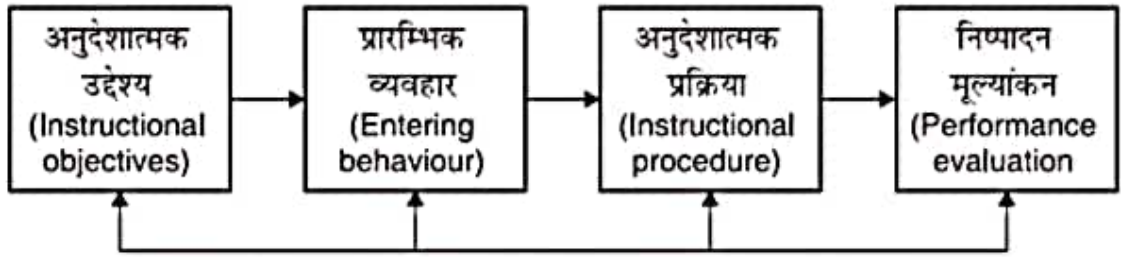 अनुदेशात्मक
उद्देश्य
(Instructional
objectives)
प्रारम्भिक
व्यवहार
(Entering
behaviour)
अनुदेशात्मक
प्रक्रिया
(Instructional
procedure)
निष्पादन
मूल्यांकन
(Performance
evaluation